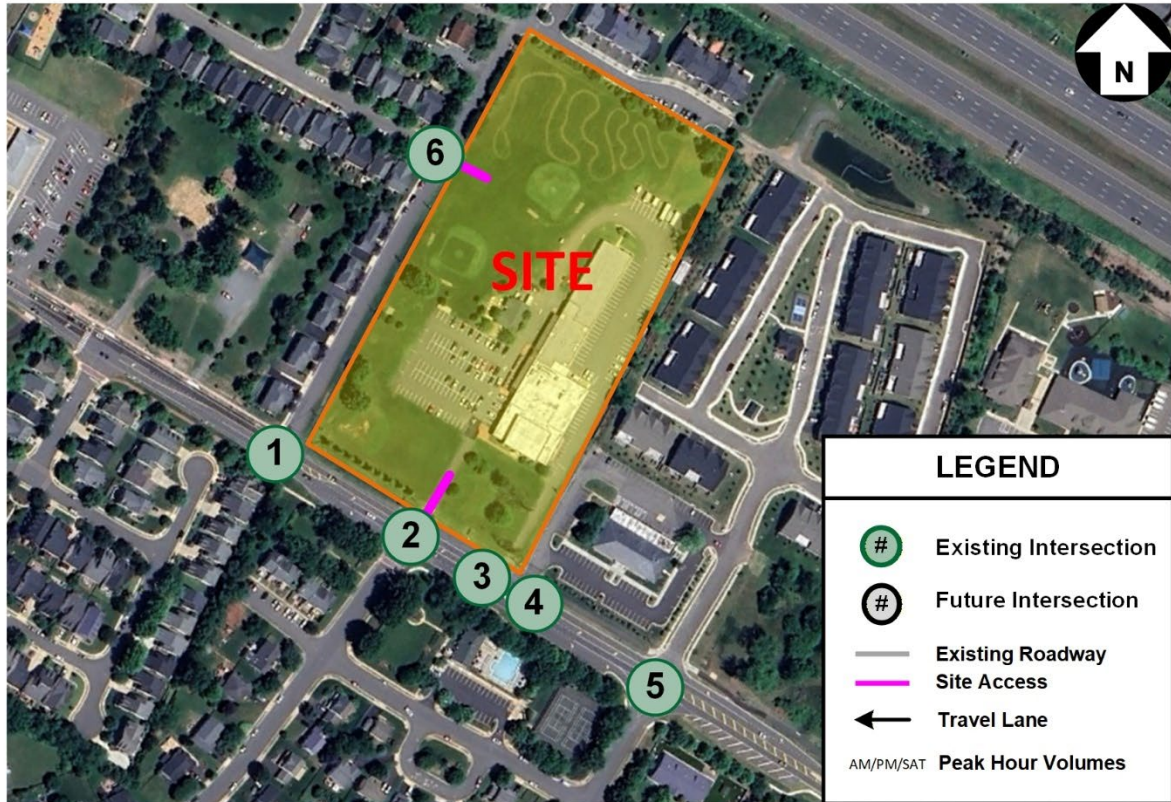 N
6
SITE
1
2
3
4
5
LEGEND
# Existing Intersection
# Future Intersection
Existing Roadway
Site Access
Travel Lane
AM/PM/SAT Peak Hour Volumes